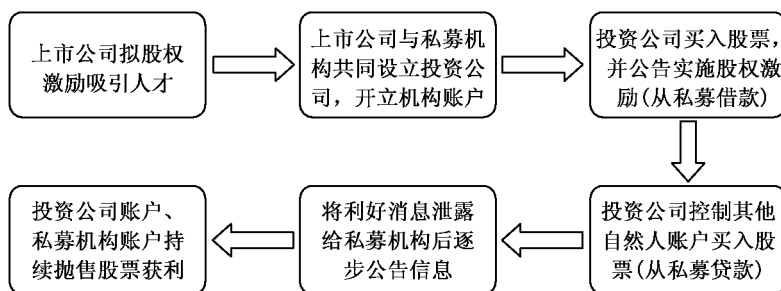 上市公司拟股权
激励吸引人才
上市公司与私募机
构共同设立投资公
司，开立机构账户
投资公司买入股票，
并公告实施股权激
励(从私募借款)
投资公司控制其他
自然人账户买入股
票(从私募贷款)
将利好消息泄露
给私募机构后逐
步公告信息
投资公司账户、
私募机构账户持
续抛售股票获利